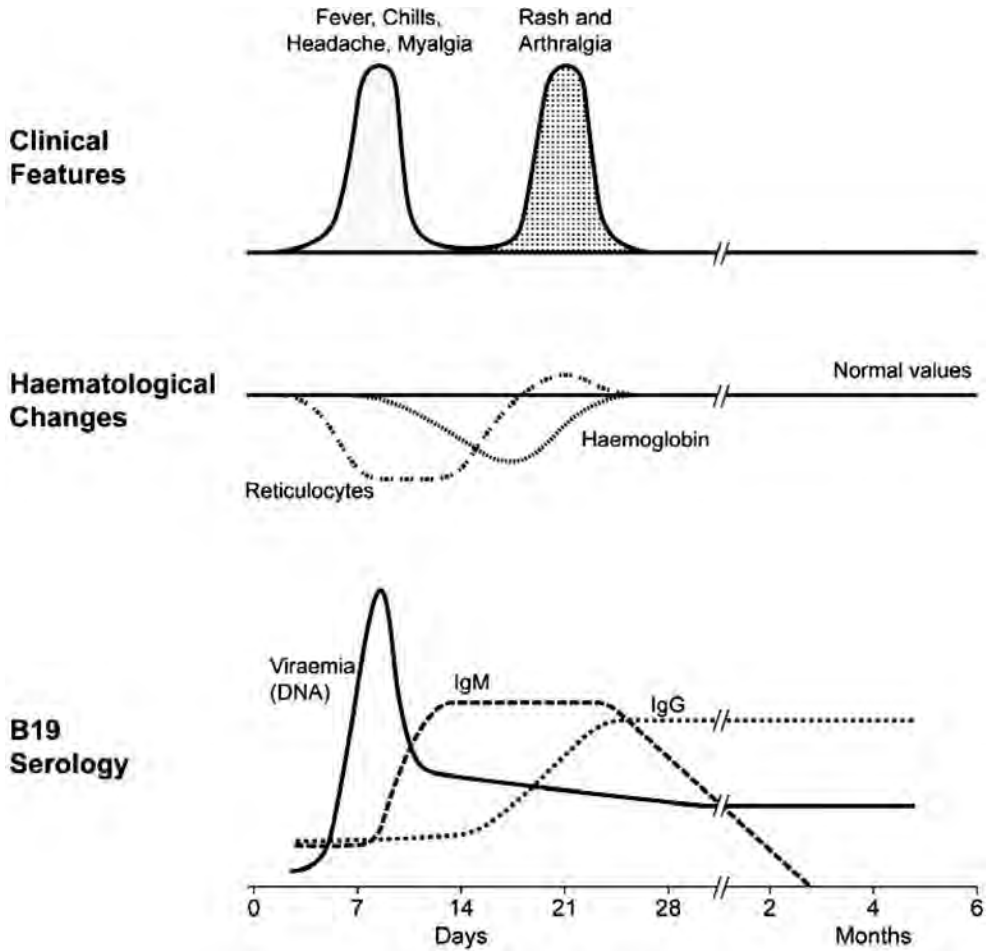 Fever, Chills,
Headache, Myalgia
Rash and
Arthralgia
Clinical
Features
Haematological
Changes
Normal values
Haemoglobin
Reticulocytes
Viraemia
(DNA)
IgM
IgG
B19
Serology
0 7 14 21 28 2 4 6
Days Months